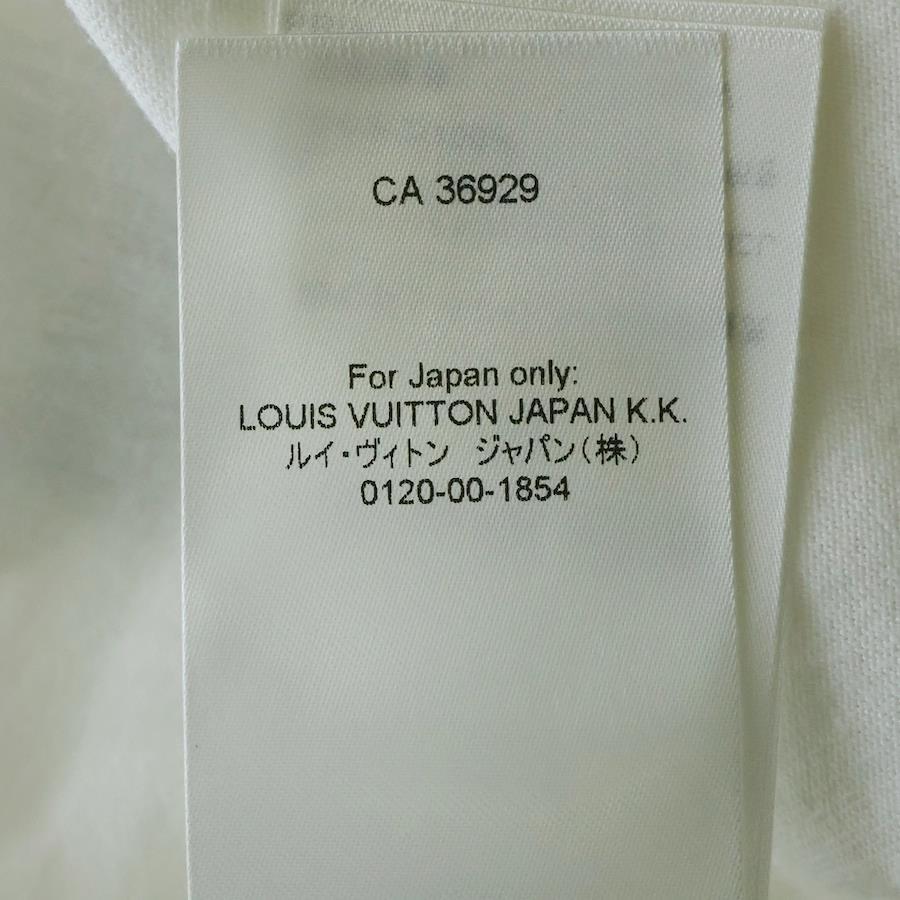 CA 36929
For Japan only:
LOUIS VUITTON JAPAN K.K.
ルイ・ヴィトン　ジャパン(株)
0120-00-1854